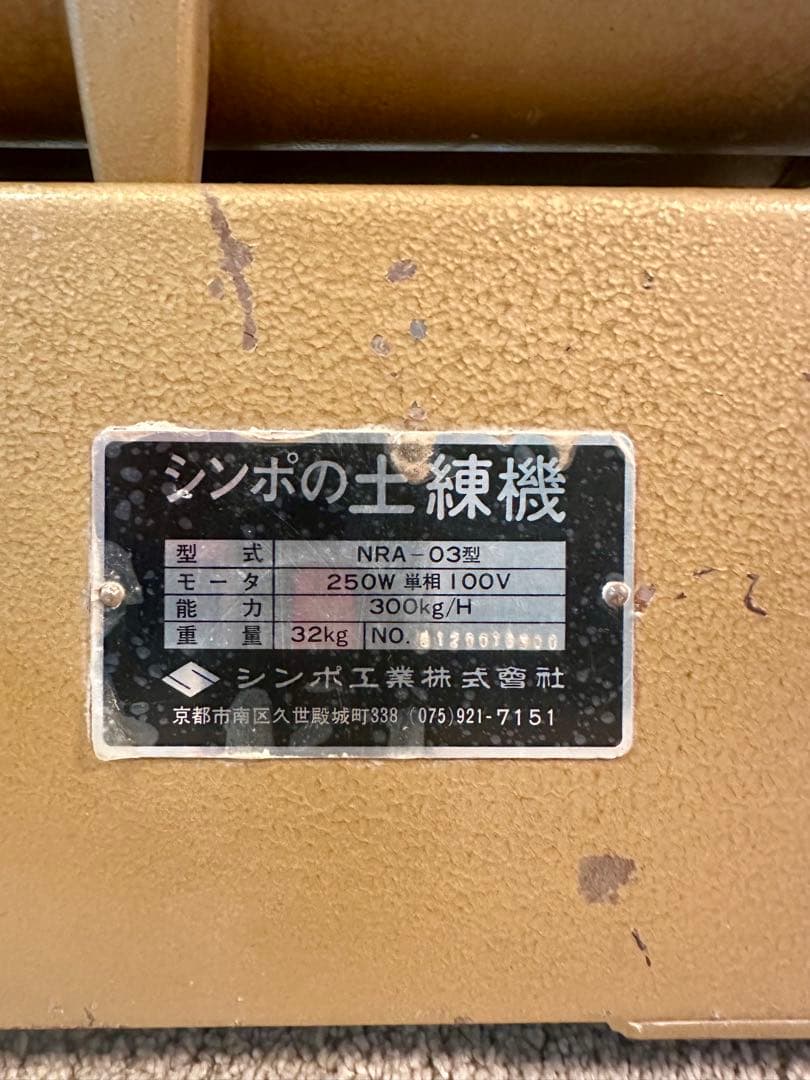 シンポの土練機
型式 NRA-03型
モータ 250W 単相 100V
能力 300kg/H
重量 32kg NO.
シンポ工業株式會社
京都市南区久世殿城町338 (075)921-7151